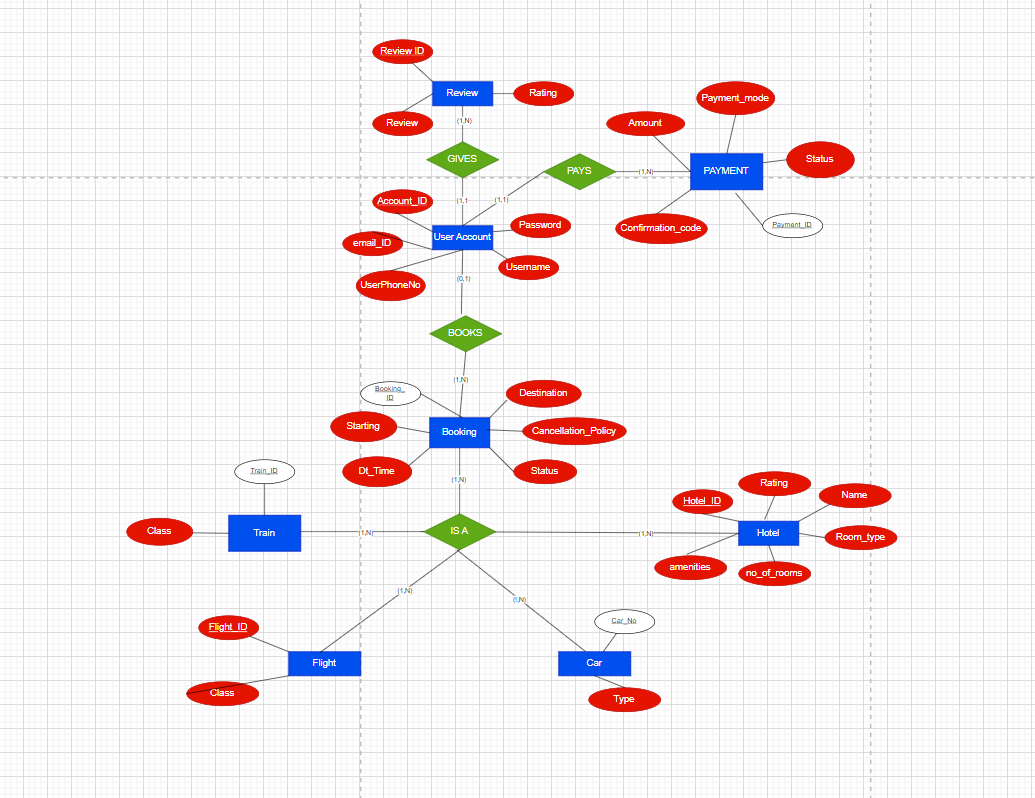 Review ID
Review
Rating
Review
(1,N)
GIVES
Payment_mode
Amount
PAYS
(1,N)
PAYMENT
Status
Confirmation_code
Payment_ID
Account_ID
(1,1
(1,1)
email_ID
User Account
Password
UserPhoneNo
Username
(0,1)
BOOKS
(1,N)
Booking_
ID
Destination
Starting
Booking
Cancellation_Policy
Dt_Time
Status
(1,N)
Train_ID
Class
Train
(1,N)
IS A
(1,N)
Hotel_ID
Rating
Name
Hotel
Room_type
amenities
no_of_rooms
(1,N)
(!,N)
Flight_ID
Flight
Class
Car_No
Car
Type